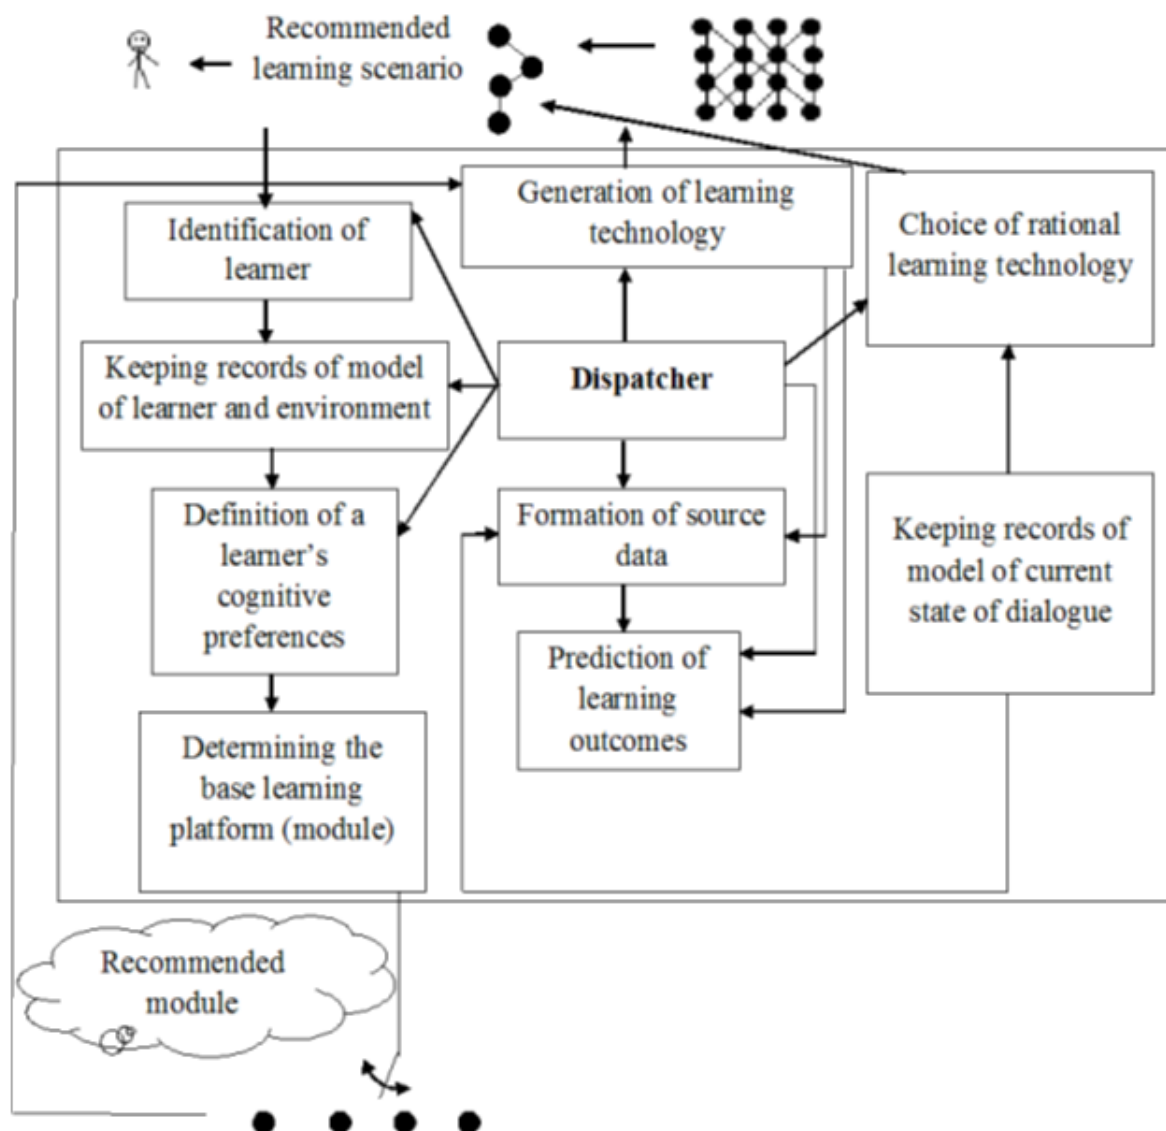 Recommended
learning scenario
Generation of learning
technology
Identification of
learner
Choice of rational
learning technology
Keeping records of model
of learner and environment
Dispatcher
Definition of a
learner’s
cognitive
preferences
Formation of source
data
Keeping records of
model of current
state of dialogue
Prediction of
learning
outcomes
Determining the
base learning
platform (module)
Recommended
module